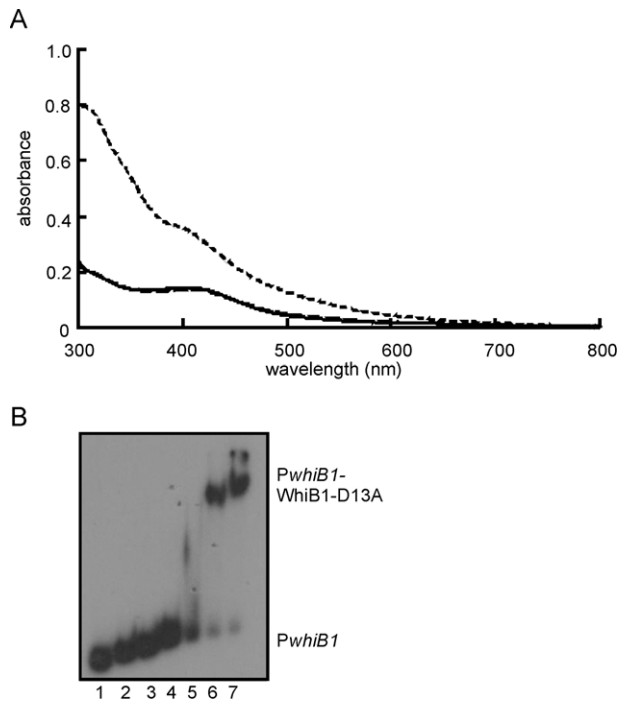 A
1.0
0.8
0.6
0.4
0.2
0
absorbance
300 400 500 600 700 800
wavelength (nm)
B
PwhiB1-
WhiB1-D13A
PwhiB1
1 2 3 4 5 6 7